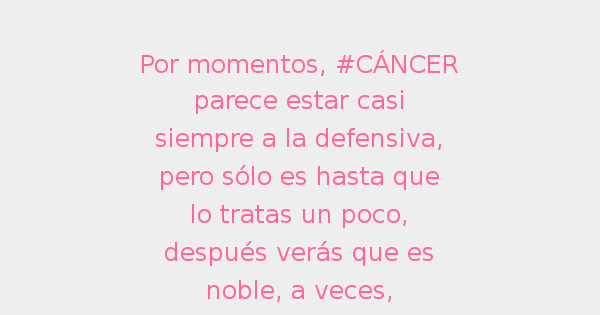 Por momentos, #CÁNCER
parece estar casi
siempre a la defensiva,
pero sólo es hasta que
lo tratas un poco,
después verás que es
noble, a veces,